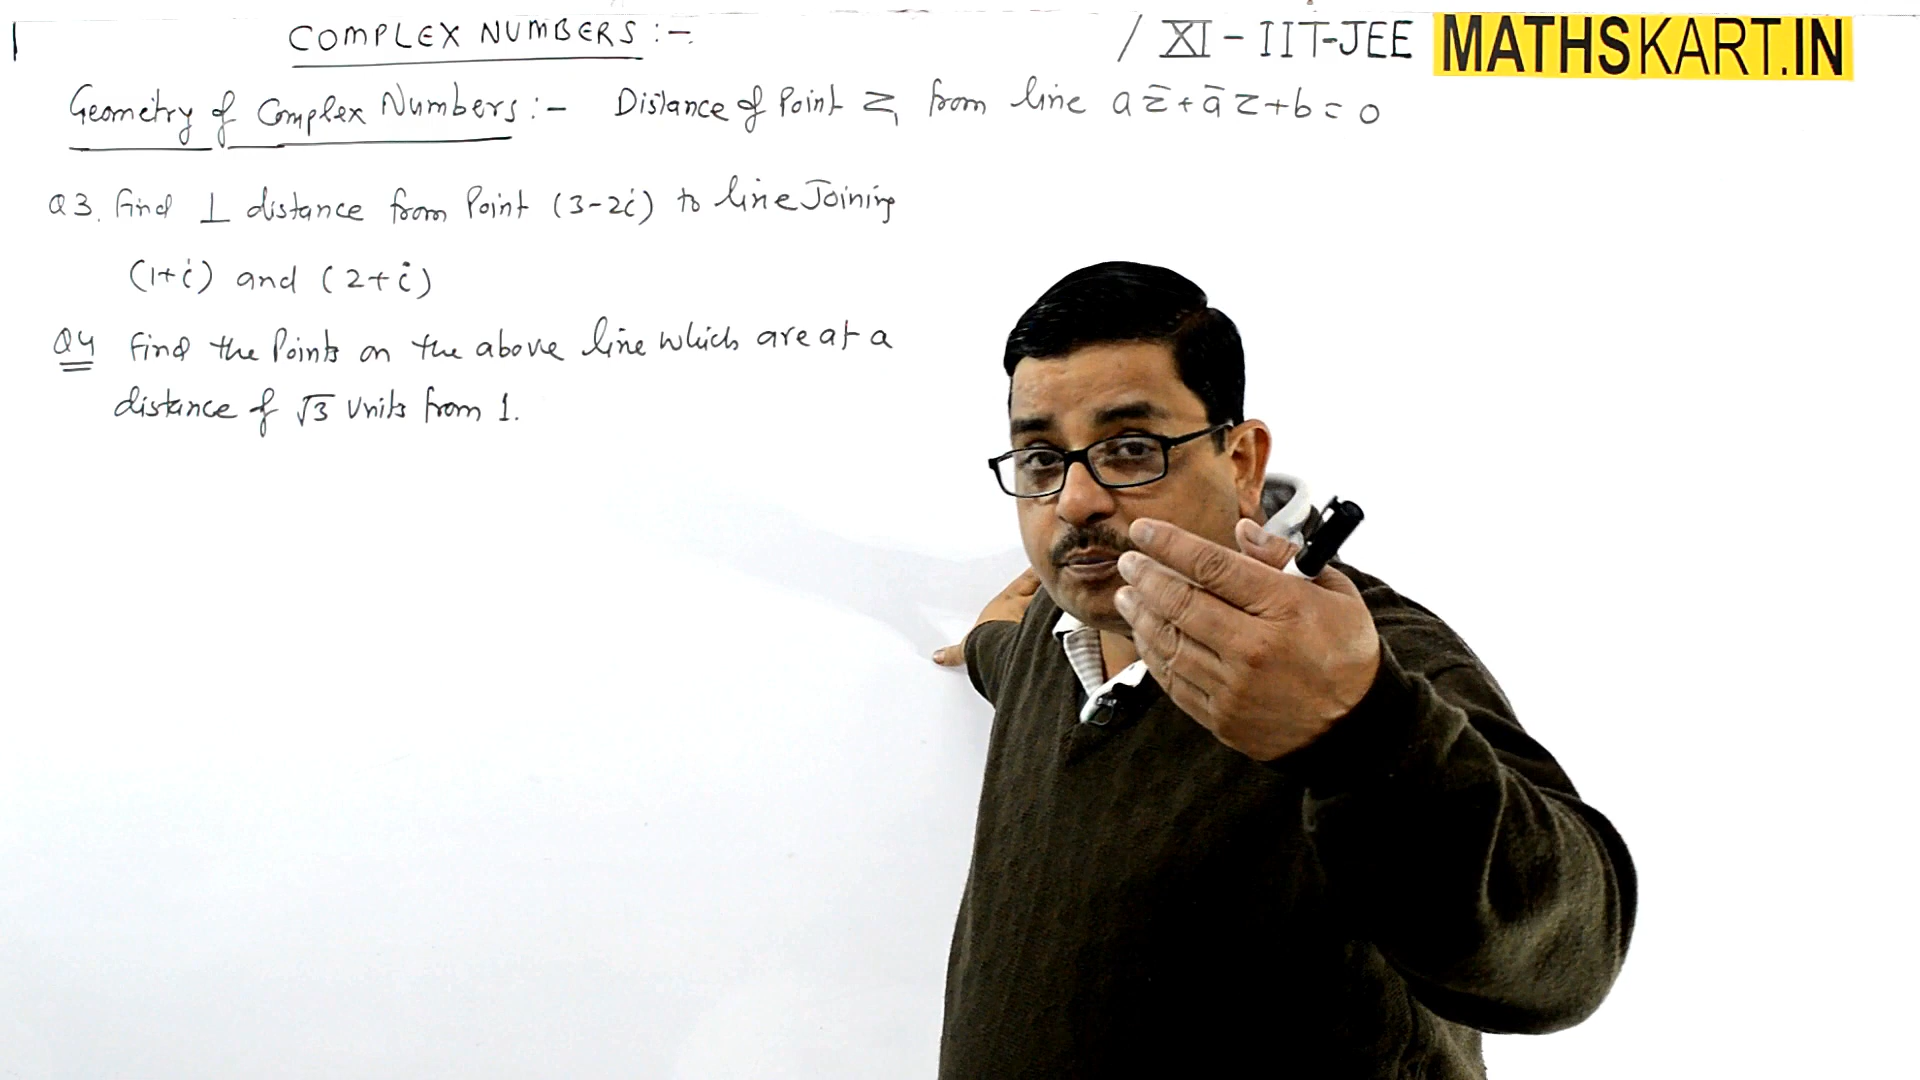 COMPLEX NUMBERS :-
/ XI - IIT-JEE MATHSKART.IN
Geometry of Complex Numbers :- Distance of Point z₁ from line az̄ + āz + b = 0
Q3. Find ⊥ distance from Point (3-2i) to line Joining
(1+i) and (2+i)
Q4 Find the Points on the above line which are at a
distance of √3 Units from 1.